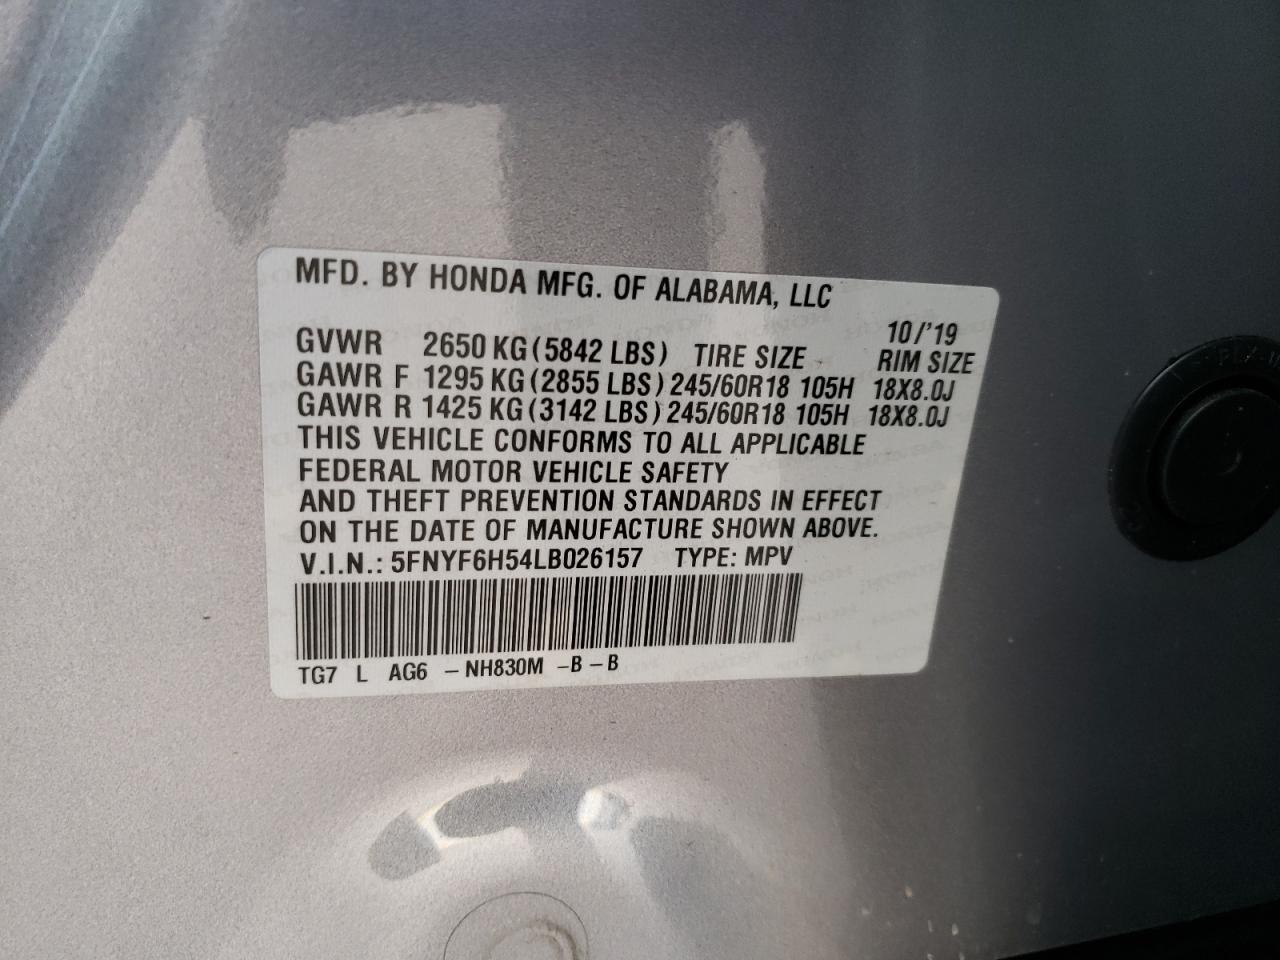 MFD. BY HONDA MFG. OF ALABAMA, LLC
10/'19
GVWR 2650 KG (5842 LBS) TIRE SIZE RIM SIZE
GAWR F 1295 KG (2855 LBS) 245/60R18 105H 18X8.0J
GAWR R 1425 KG (3142 LBS) 245/60R18 105H 18X8.0J
THIS VEHICLE CONFORMS TO ALL APPLICABLE
FEDERAL MOTOR VEHICLE SAFETY
AND THEFT PREVENTION STANDARDS IN EFFECT
ON THE DATE OF MANUFACTURE SHOWN ABOVE.
V.I.N.: 5FNYF6H54LB026157 TYPE: MPV
TG7 L AG6 – NH830M – B – B